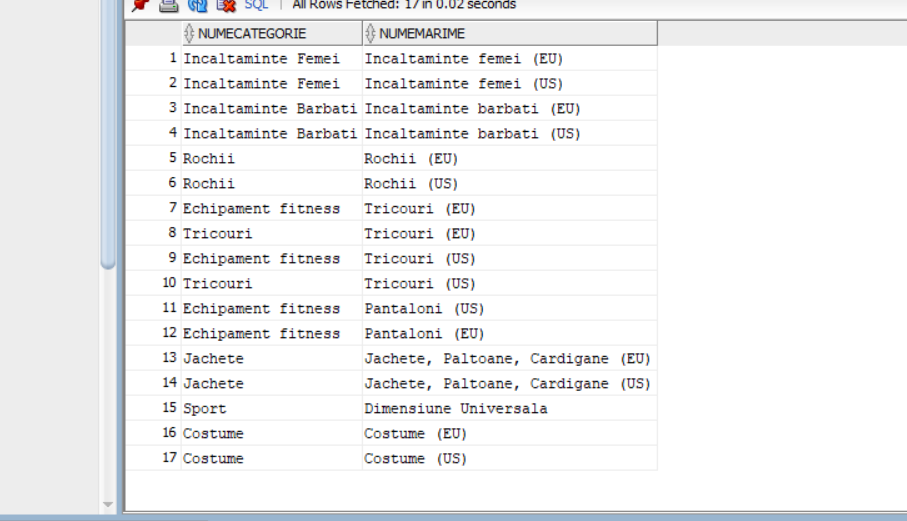 SQL | All Rows Fetched: 17 in 0.02 seconds
NUMECATEGORIE NUMEMARIME
1 Incaltaminte Femei Incaltaminte femei (EU)
2 Incaltaminte Femei Incaltaminte femei (US)
3 Incaltaminte Barbati Incaltaminte barbati (EU)
4 Incaltaminte Barbati Incaltaminte barbati (US)
5 Rochii Rochii (EU)
6 Rochii Rochii (US)
7 Echipament fitness Tricouri (EU)
8 Tricouri Tricouri (EU)
9 Echipament fitness Tricouri (US)
10 Tricouri Tricouri (US)
11 Echipament fitness Pantaloni (US)
12 Echipament fitness Pantaloni (EU)
13 Jachete Jachete, Paltoane, Cardigane (EU)
14 Jachete Jachete, Paltoane, Cardigane (US)
15 Sport Dimensiune Universala
16 Costume Costume (EU)
17 Costume Costume (US)